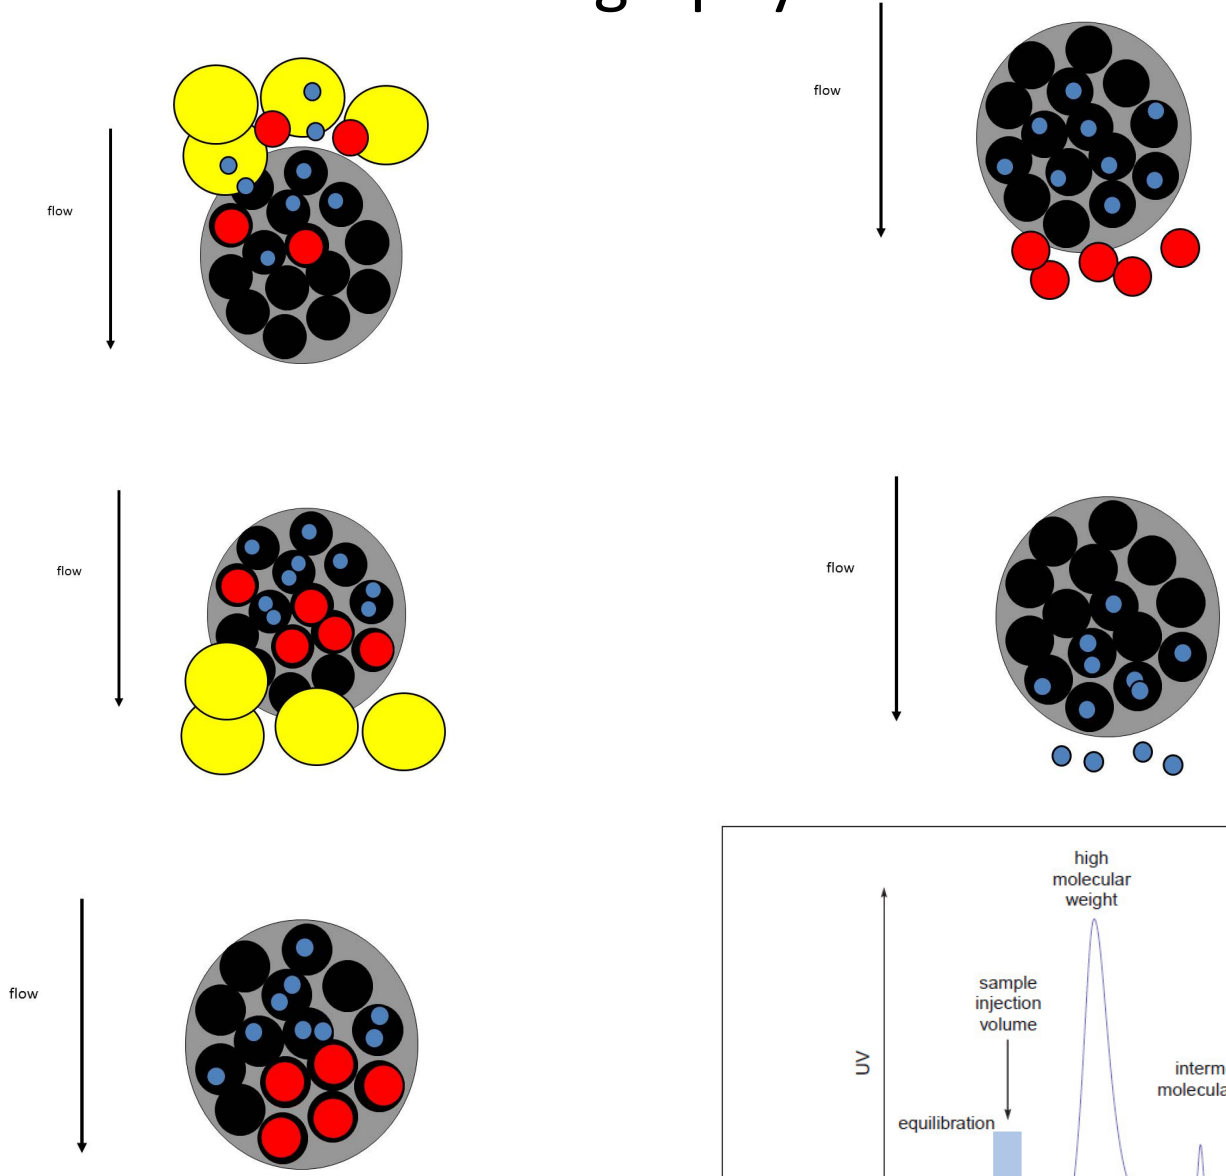 flow
flow
flow
flow
flow
high
molecular
weight
sample
injection
volume
UV
equilibration